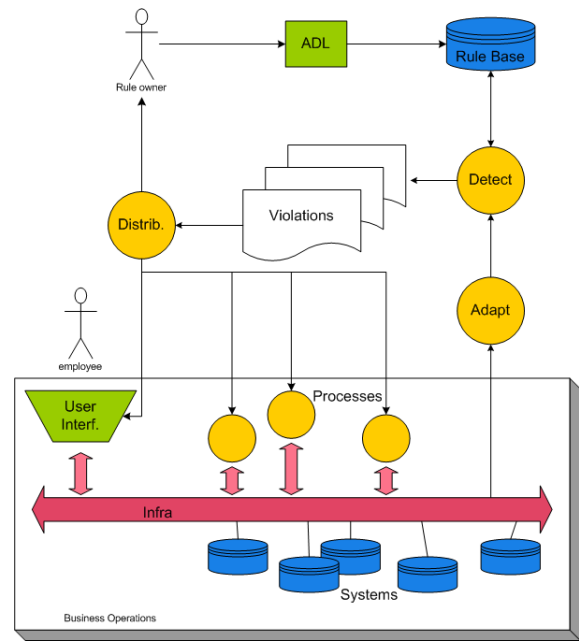 ADL
Rule Base
Rule owner
Detect
Violations
Distrib.
Adapt
employee
Processes
User
Interf.
Infra
Systems
Business Operations